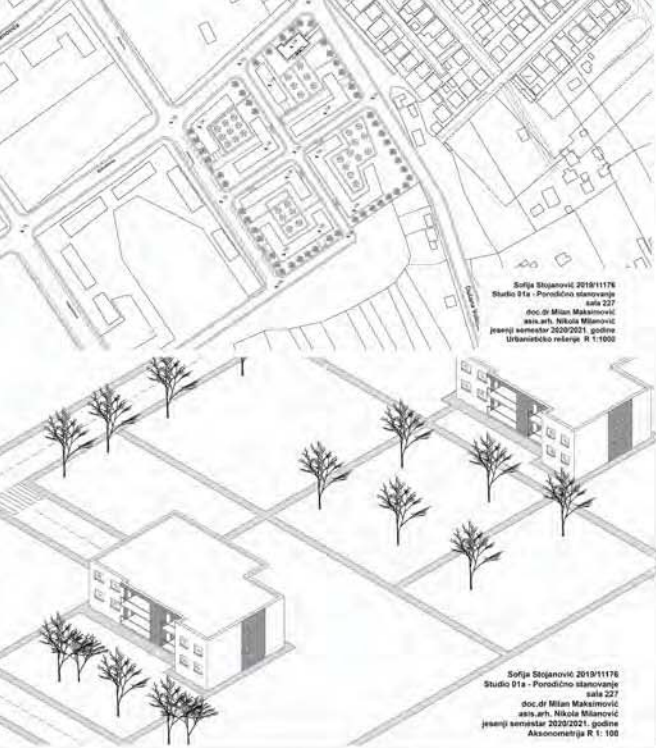 Sofija Stojanović 2019/11176
Studio 01a - Porodično stanovanje
sala 227
doc.dr Milan Maksimović
asis.arh. Nikola Milanović
jesenji semestar 2020/2021. godine
Urbanističko rešenje R 1:1000
Sofija Stojanović 2019/11176
Studio 01a - Porodično stanovanje
sala 227
doc.dr Milan Maksimović
asis.arh. Nikola Milanović
jesenji semestar 2020/2021. godine
Aksonometrija R 1: 100